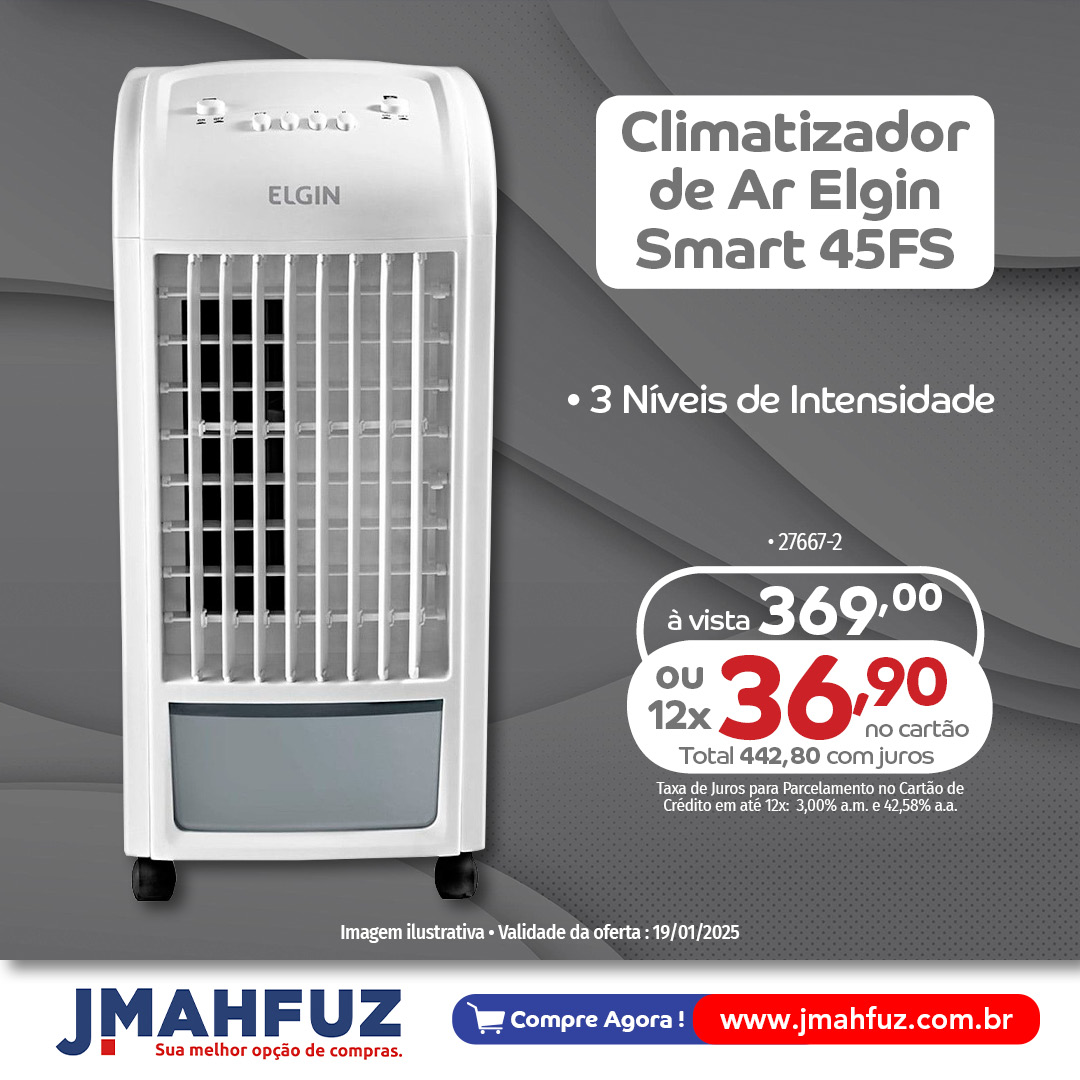 ELGIN
Climatizador
de Ar Elgin
Smart 45FS
• 3 Níveis de Intensidade
• 27667-2
à vista 369,00
ou
12x 36,90
no cartão
Total 442,80 com juros
Taxa de Juros para Parcelamento no Cartão de
Crédito em até 12x: 3,00% a.m. e 42,58% a.a.
Imagem ilustrativa • Validade da oferta : 19/01/2025
JMAHFUZ
Sua melhor opção de compras.
Compre Agora !
www.jmahfuz.com.br